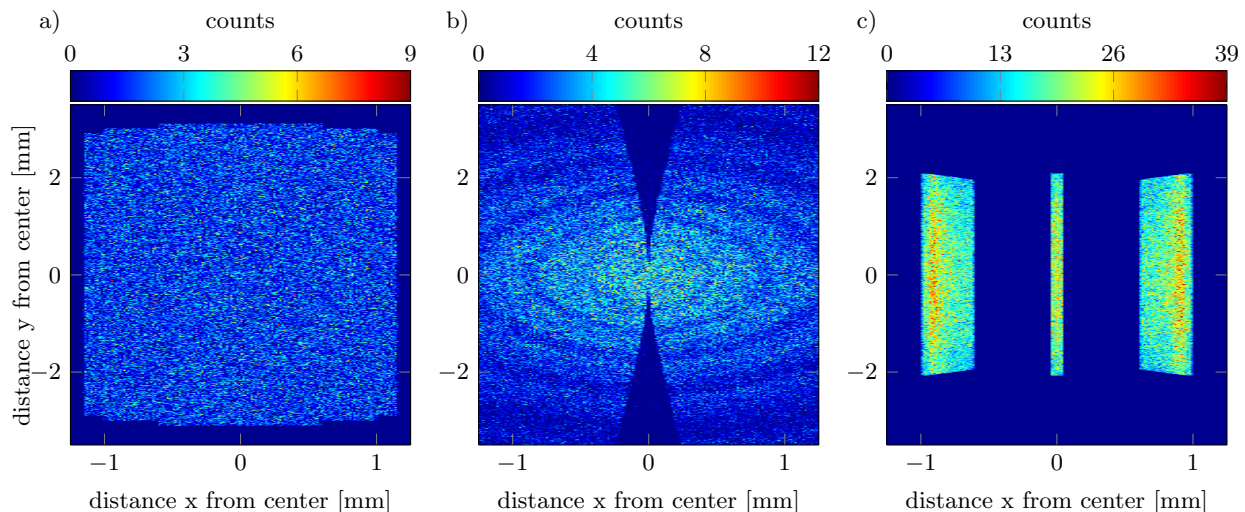 a) counts b) counts c) counts
0 3 6 9 0 4 8 12 0 13 26 39
distance y from center [mm]
2 2 2
0 0 0
−2 −2 −2
−1 0 1 −1 0 1 −1 0 1
distance x from center [mm] distance x from center [mm] distance x from center [mm]